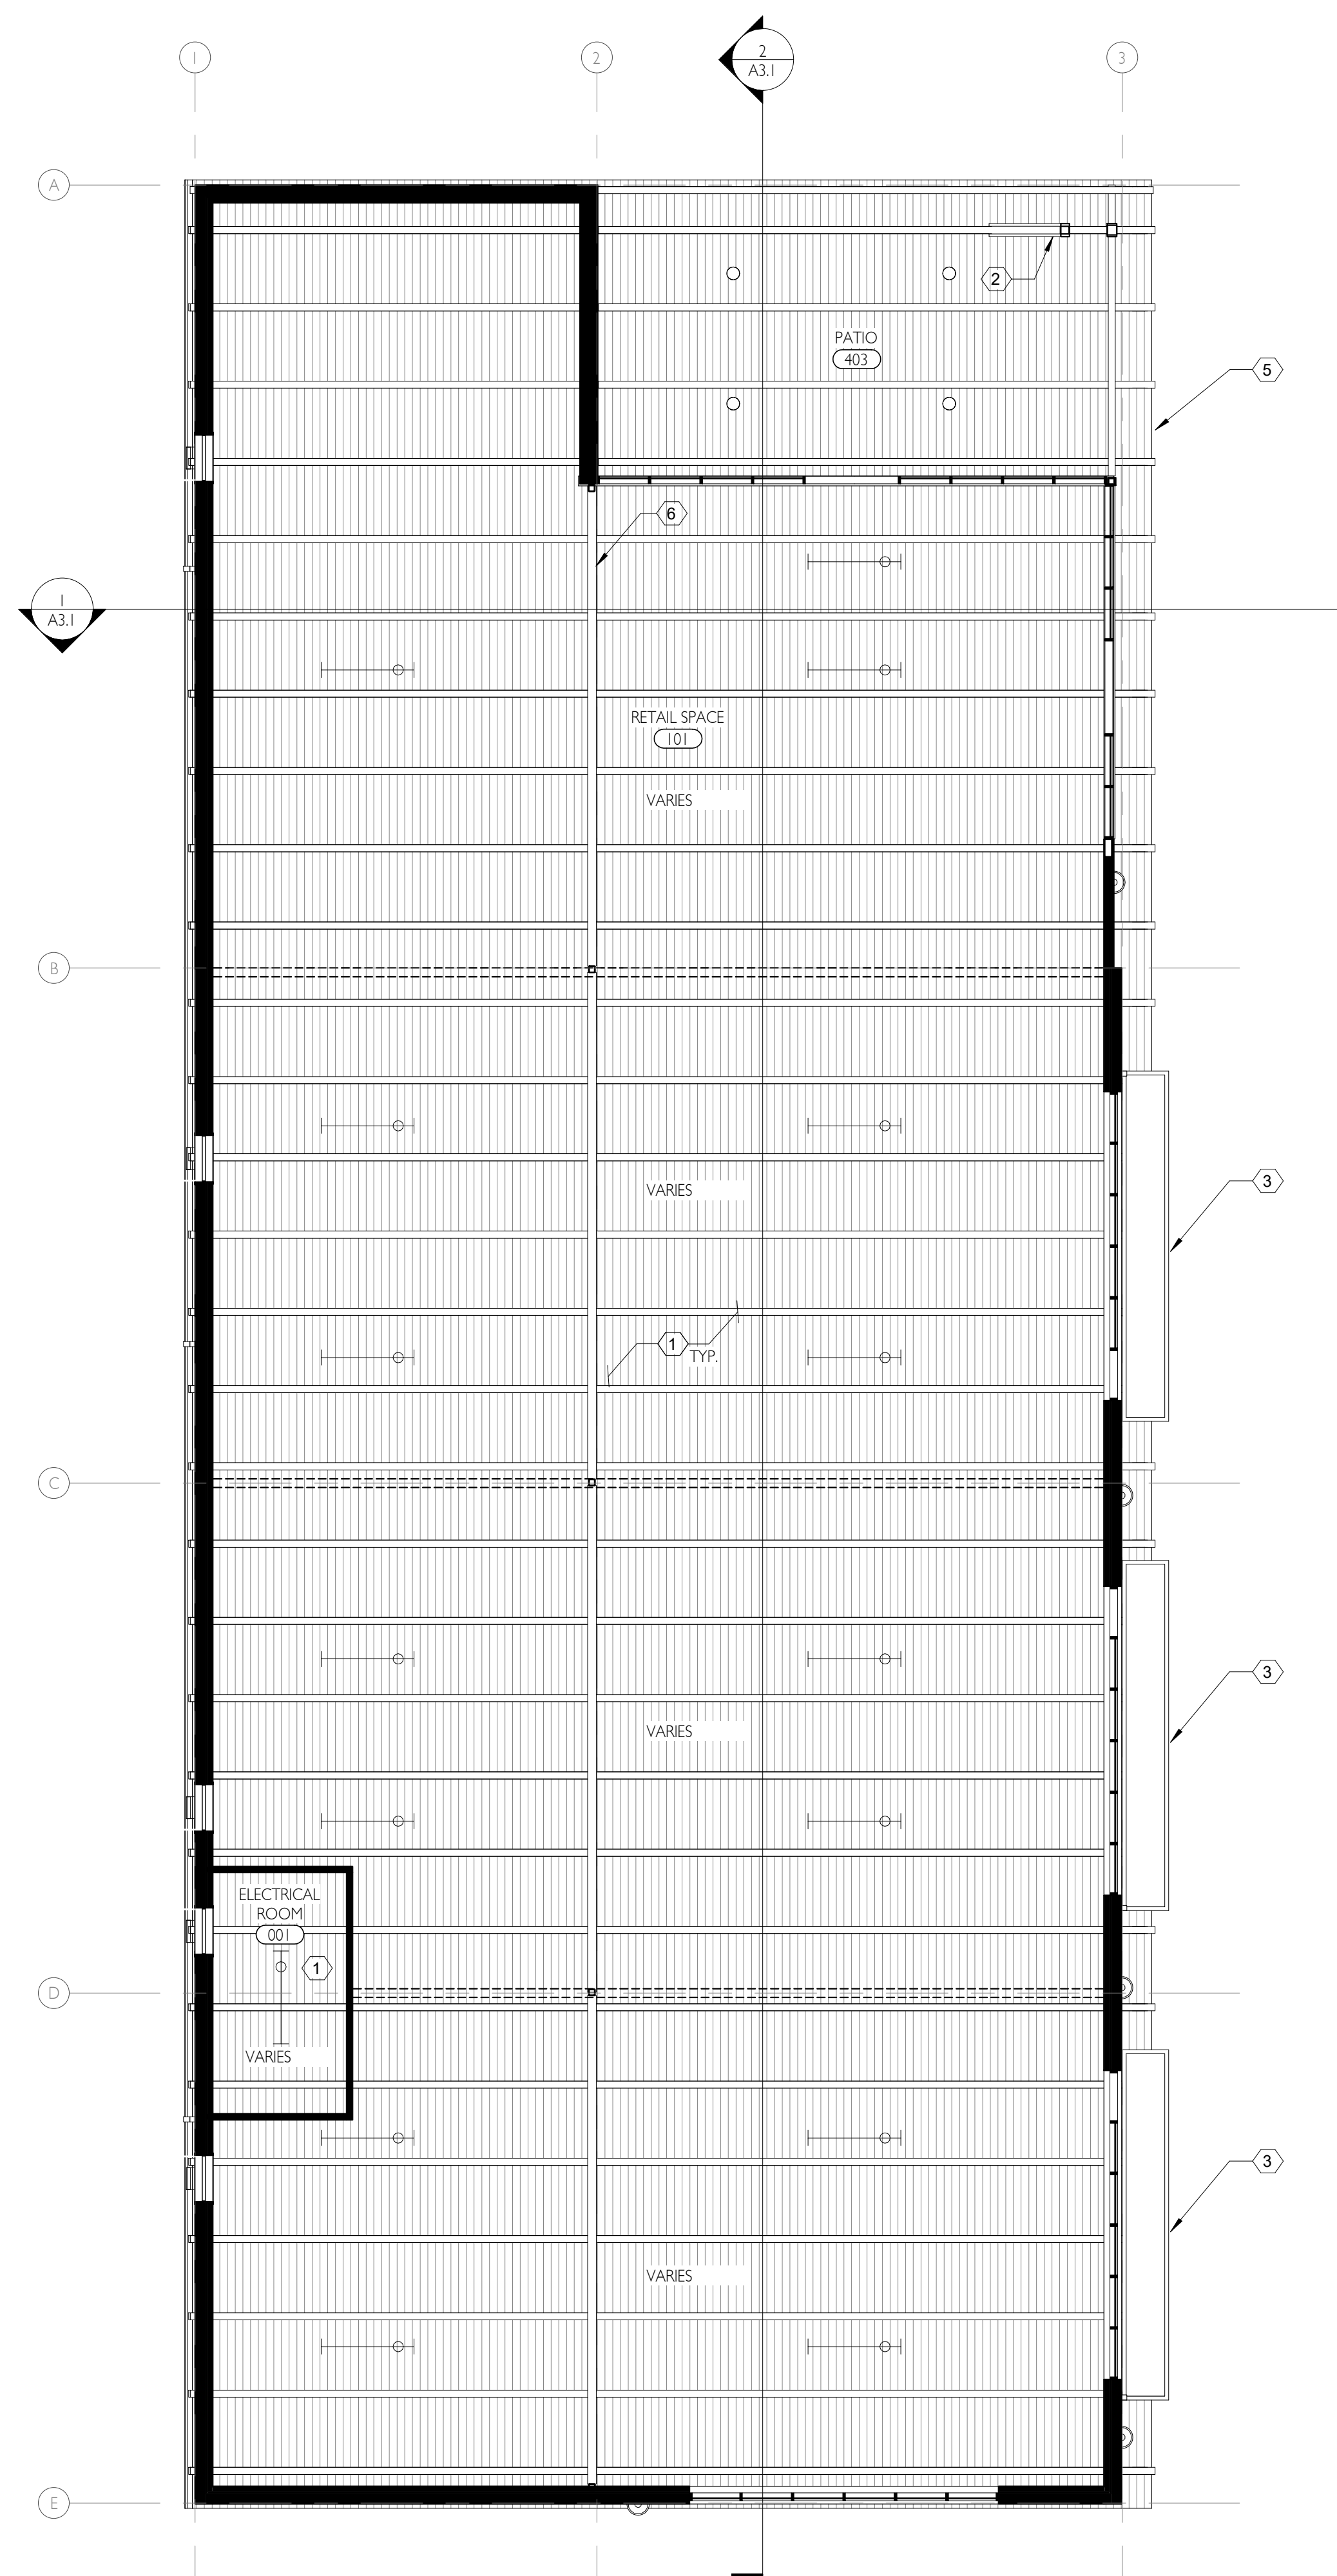 1
2
2
A3.1
3
A
2
PATIO
403
5
6
1
A3.1
RETAIL SPACE
101
VARIES
B
3
VARIES
1
TYP.
C
3
VARIES
ELECTRICAL
ROOM
001
1
D
VARIES
3
VARIES
E